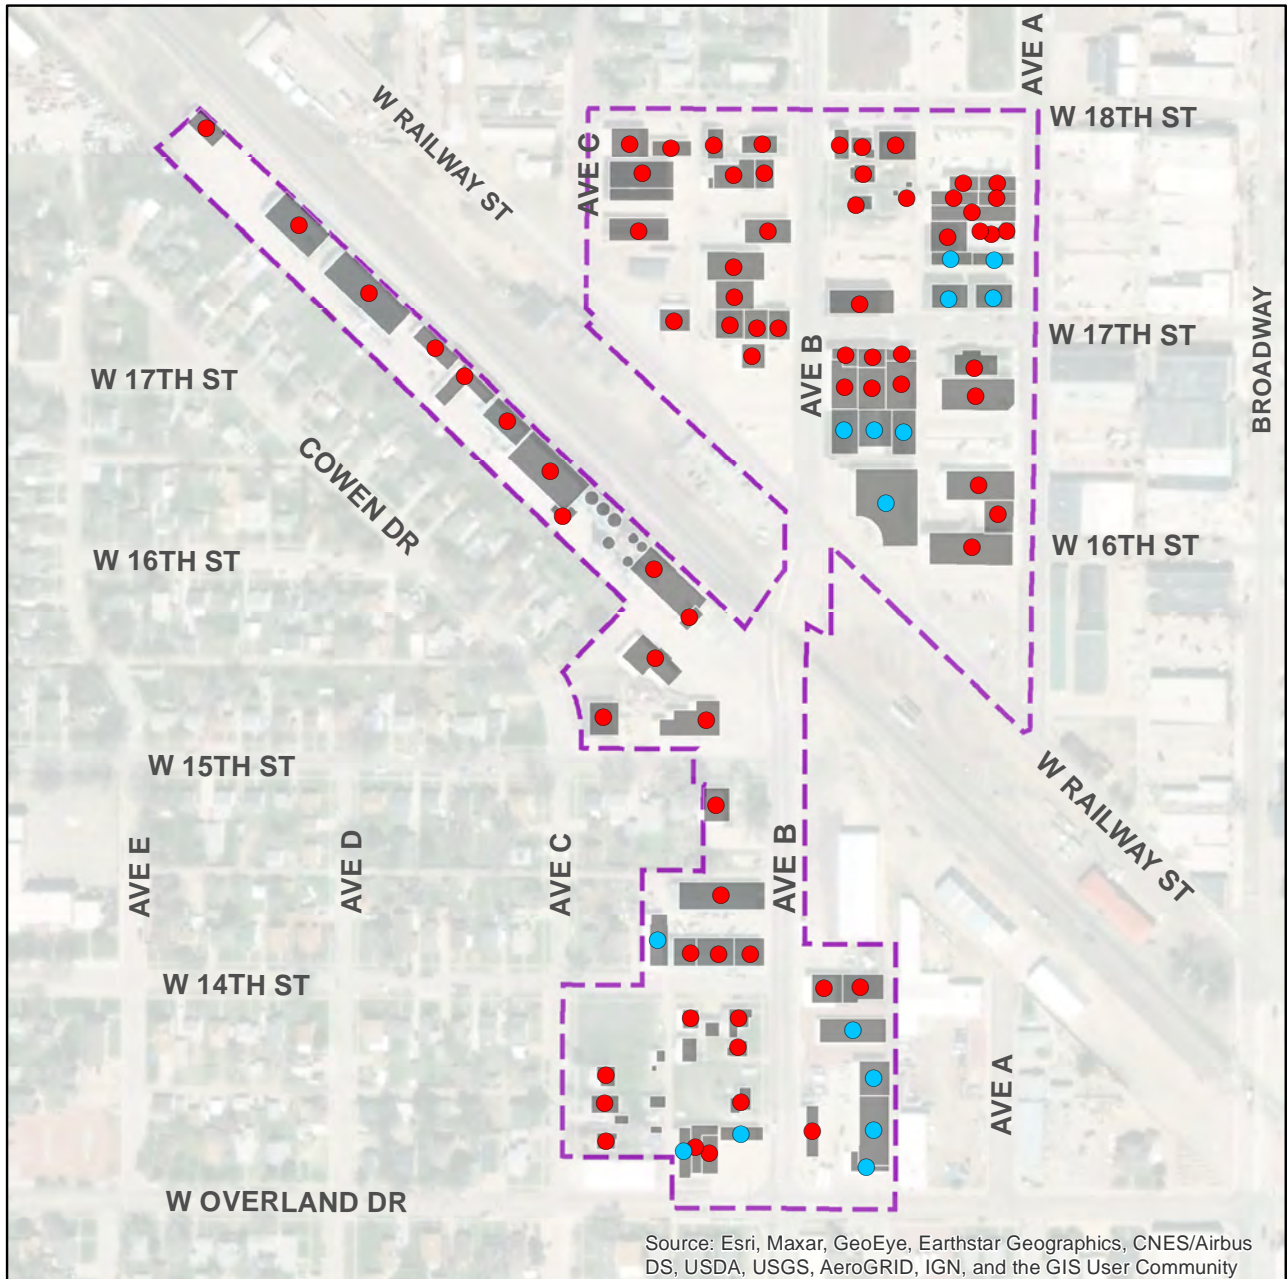 AVE A
W RAILWAY ST
W 18TH ST
AVE C
BROADWAY
W 17TH ST
AVE B
W 17TH ST
COWEN DR
W 16TH ST
W 16TH ST
W 15TH ST
W RAILWAY ST
AVE E
AVE D
AVE C
AVE B
W 14TH ST
AVE A
W OVERLAND DR
Source: Esri, Maxar, GeoEye, Earthstar Geographics, CNES/Airbus
DS, USDA, USGS, AeroGRID, IGN, and the GIS User Community